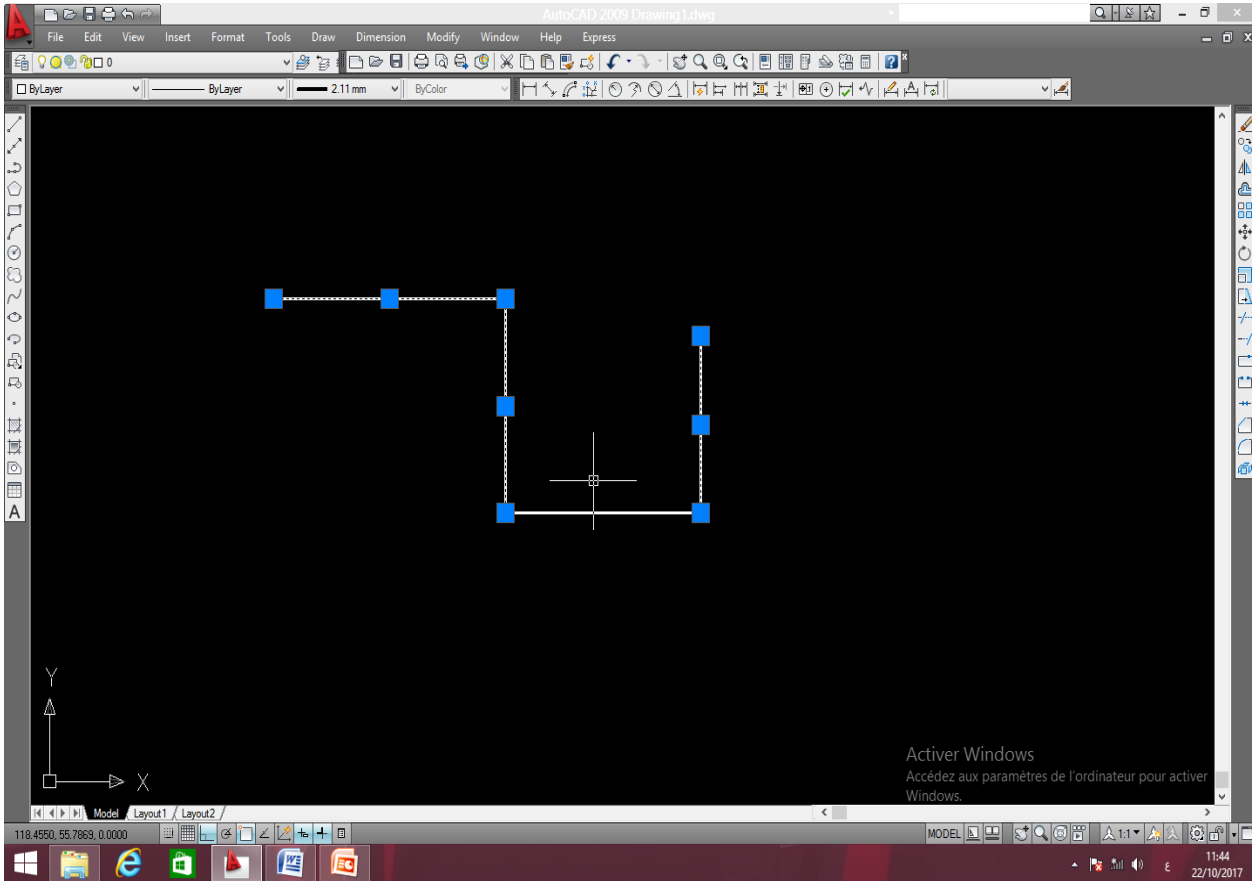 AutoCAD 2009 Drawing1.dwg
File Edit View Insert Format Tools Draw Dimension Modify Window Help Express
0
ByLayer ByLayer 2.11 mm ByColor
A
Y
X
Activer Windows
Accédez aux paramètres de l'ordinateur pour activer
Windows.
Model Layout1 Layout2
118.4550, 55.7869, 0.0000 MODEL 1:1
11:44
ع
22/10/2017